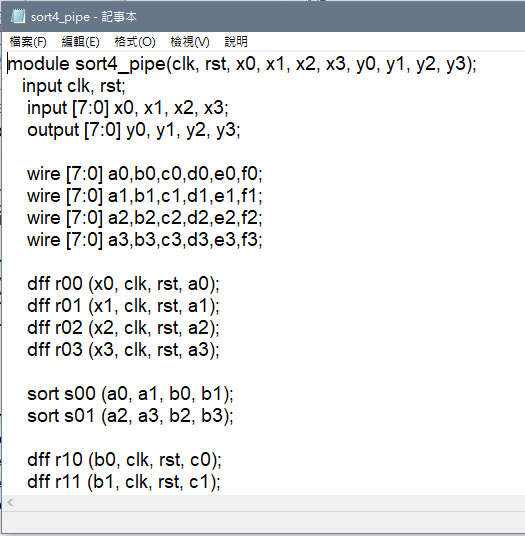 sort4_pipe - 記事本
檔案(F) 編輯(E) 格式(O) 檢視(V) 說明
module sort4_pipe(clk, rst, x0, x1, x2, x3, y0, y1, y2, y3);
input clk, rst;
input [7:0] x0, x1, x2, x3;
output [7:0] y0, y1, y2, y3;
wire [7:0] a0,b0,c0,d0,e0,f0;
wire [7:0] a1,b1,c1,d1,e1,f1;
wire [7:0] a2,b2,c2,d2,e2,f2;
wire [7:0] a3,b3,c3,d3,e3,f3;
dff r00 (x0, clk, rst, a0);
dff r01 (x1, clk, rst, a1);
dff r02 (x2, clk, rst, a2);
dff r03 (x3, clk, rst, a3);
sort s00 (a0, a1, b0, b1);
sort s01 (a2, a3, b2, b3);
dff r10 (b0, clk, rst, c0);
dff r11 (b1, clk, rst, c1);